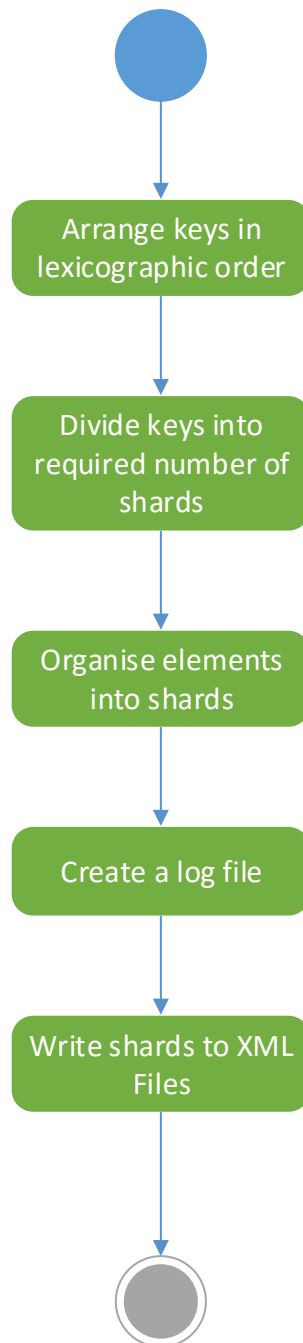 Arrange keys in
lexicographic order
Divide keys into
required number of
shards
Organise elements
into shards
Create a log file
Write shards to XML
Files